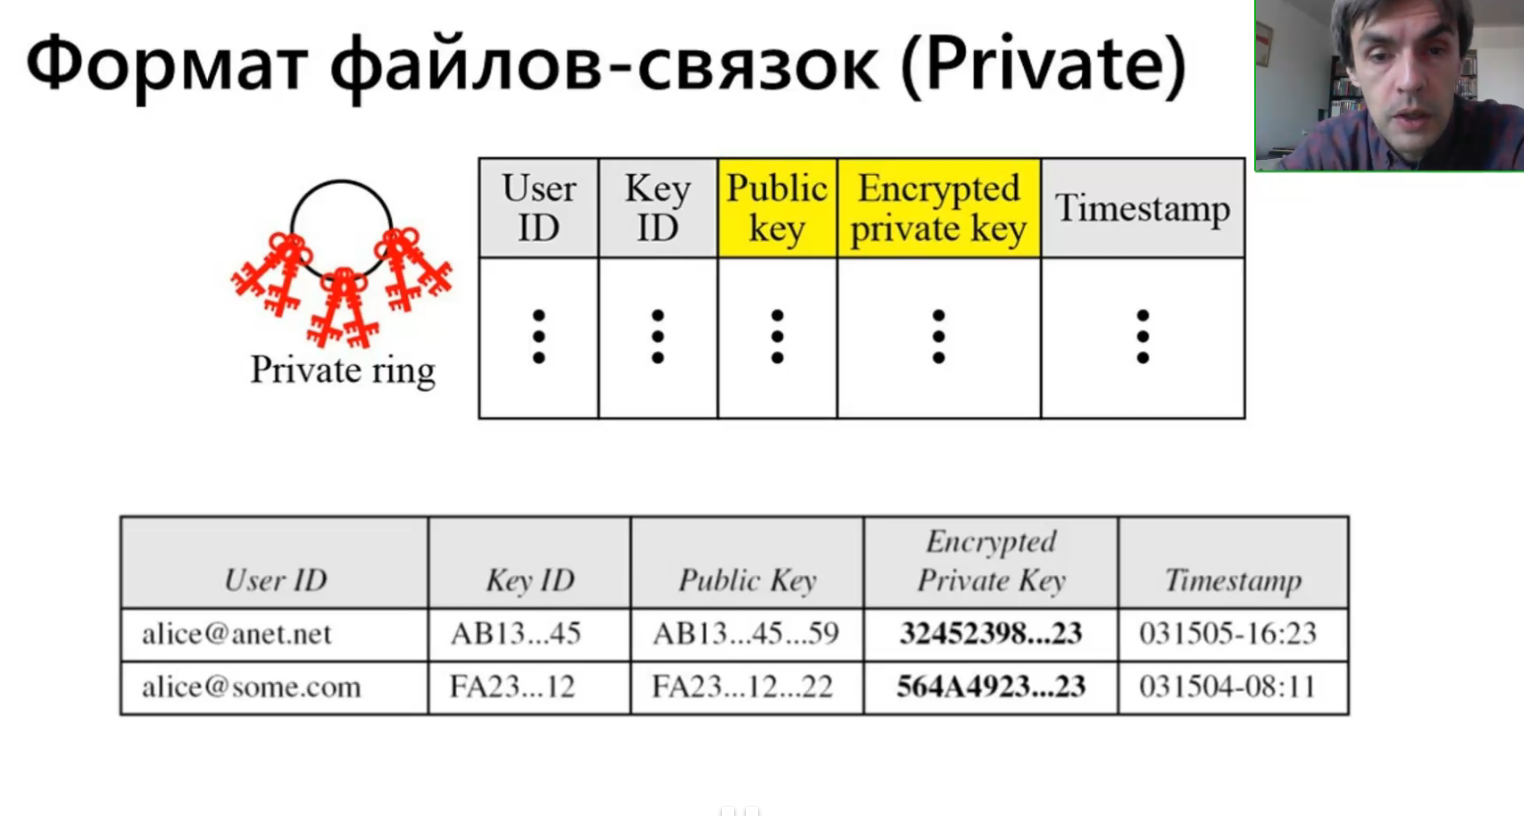 Формат файлов-связок (Private)
User ID
Key ID
Public key
Encrypted private key
Timestamp
Private ring
User ID
Key ID
Public Key
Encrypted Private Key
Timestamp
alice@anet.net AB13...45 AB13...45...59 32452398...23 031505-16:23
alice@some.com FA23...12 FA23...12...22 564A4923...23 031504-08:11